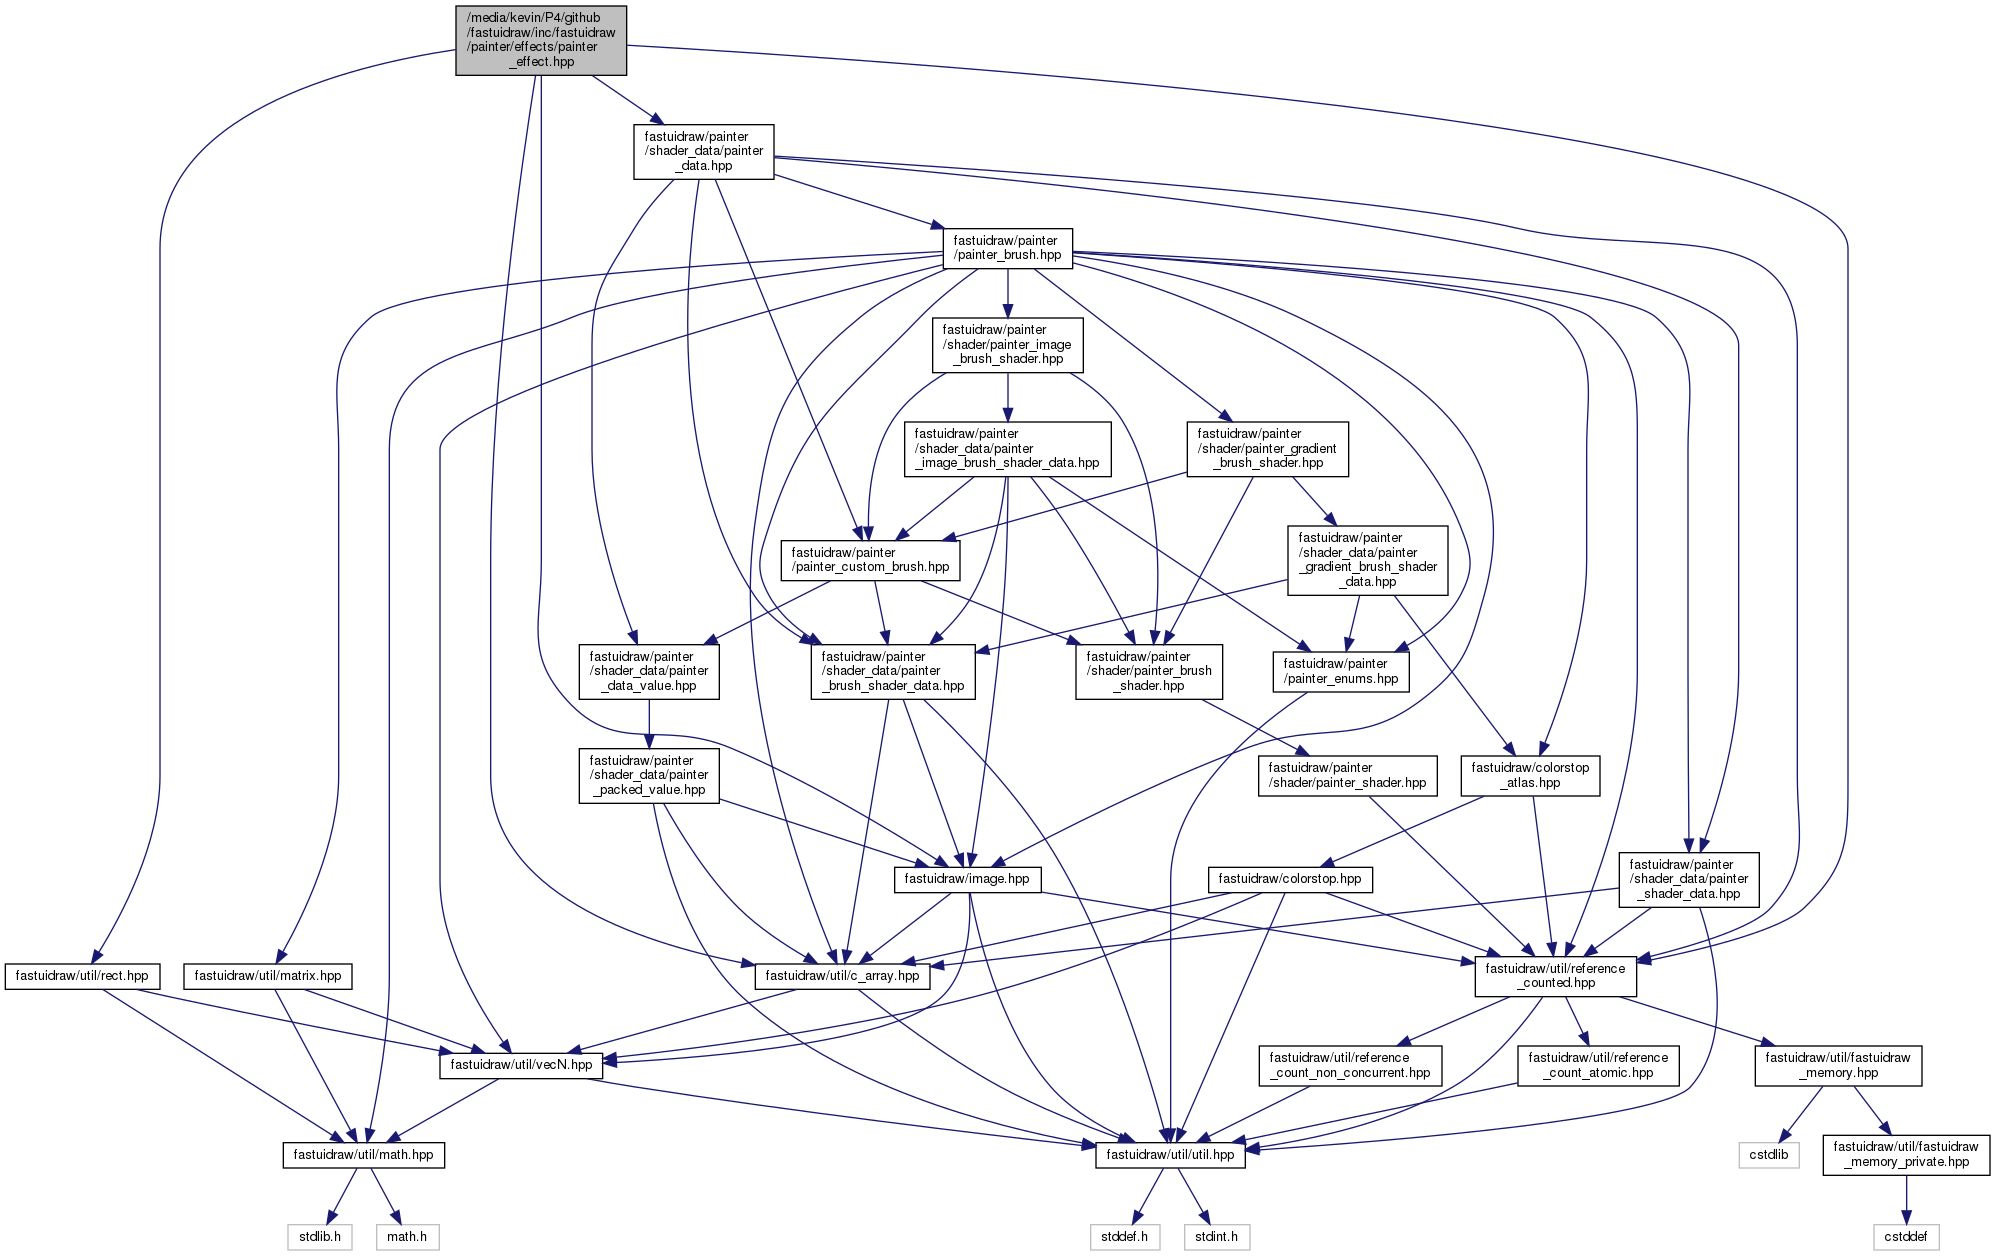 /media/kevin/P4/github
/fastuidraw/inc/fastuidraw
/painter/effects/painter
_effect.hpp
fastuidraw/painter
/shader_data/painter
_data.hpp
fastuidraw/painter
/painter_brush.hpp
fastuidraw/painter
/shader/painter_image
_brush_shader.hpp
fastuidraw/painter
/shader_data/painter
_image_brush_shader_data.hpp
fastuidraw/painter
/shader/painter_gradient
_brush_shader.hpp
fastuidraw/painter
/painter_custom_brush.hpp
fastuidraw/painter
/shader_data/painter
_gradient_brush_shader
_data.hpp
fastuidraw/painter
/shader_data/painter
_data_value.hpp
fastuidraw/painter
/shader_data/painter
_brush_shader_data.hpp
fastuidraw/painter
/shader/painter_brush
_shader.hpp
fastuidraw/painter
/painter_enums.hpp
fastuidraw/painter
/shader_data/painter
_packed_value.hpp
fastuidraw/painter
/shader/painter_shader.hpp
fastuidraw/colorstop
_atlas.hpp
fastuidraw/image.hpp
fastuidraw/colorstop.hpp
fastuidraw/painter
/shader_data/painter
_shader_data.hpp
fastuidraw/util/rect.hpp
fastuidraw/util/matrix.hpp
fastuidraw/util/c_array.hpp
fastuidraw/util/reference
_counted.hpp
fastuidraw/util/vecN.hpp
fastuidraw/util/reference
_count_non_concurrent.hpp
fastuidraw/util/reference
_count_atomic.hpp
fastuidraw/util/fastuidraw
_memory.hpp
fastuidraw/util/math.hpp
fastuidraw/util/util.hpp
cstdlib
fastuidraw/util/fastuidraw
_memory_private.hpp
stdlib.h
math.h
stddef.h
stdint.h
cstddef